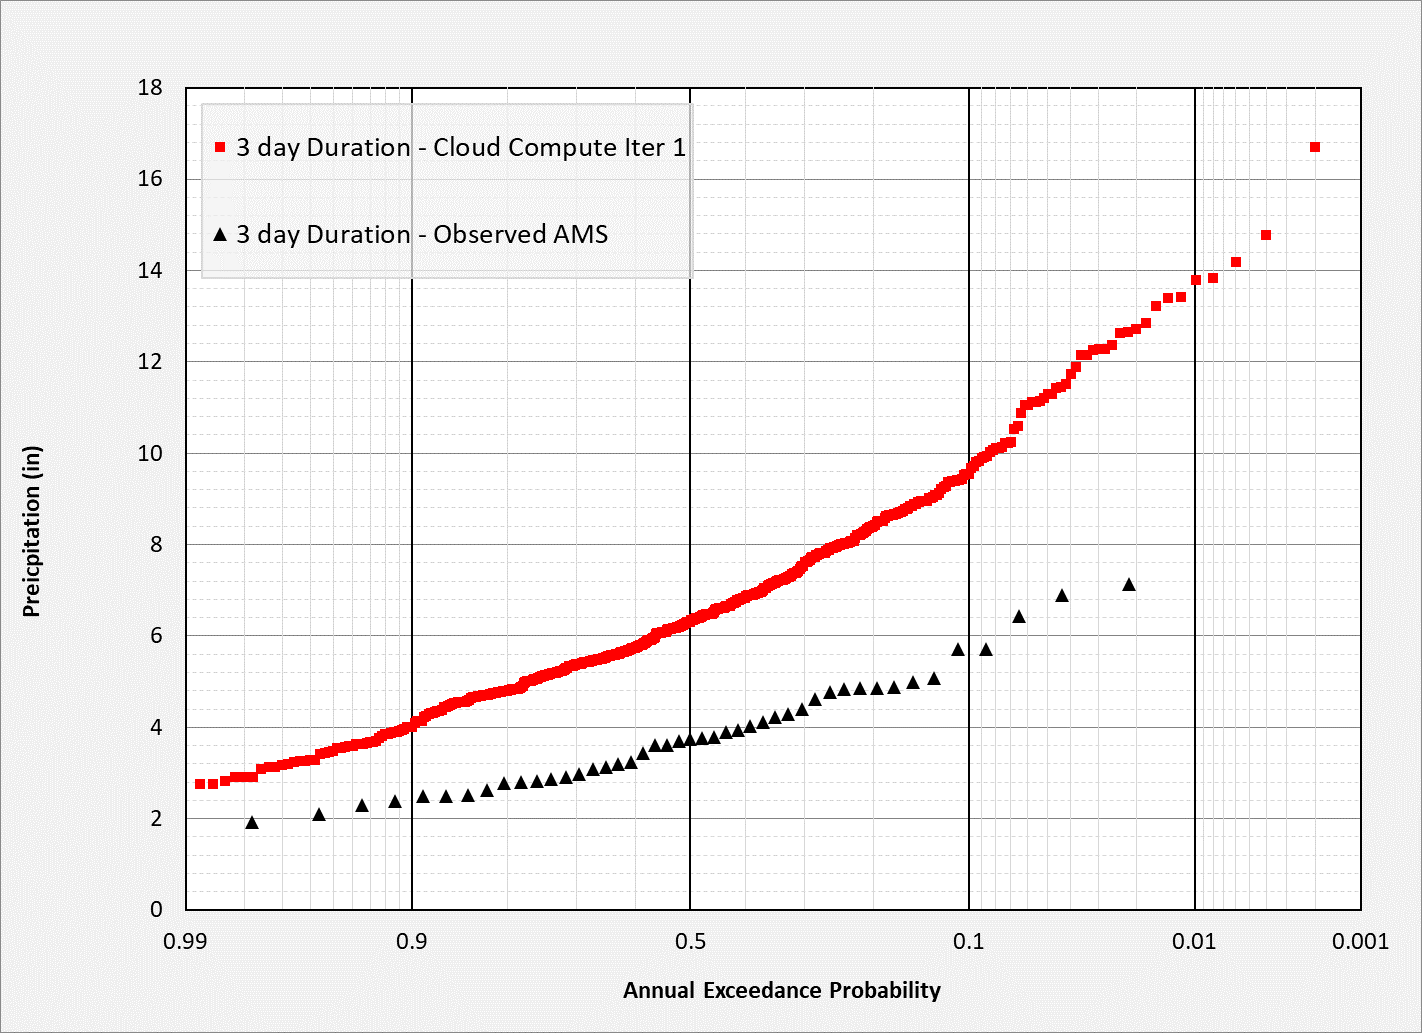 18
16
14
12
10
8
6
4
2
0
3 day Duration - Cloud Compute Iter 1
3 day Duration - Observed AMS
Preicpitation (in)
0.99 0.9 0.5 0.1 0.01 0.001
Annual Exceedance Probability